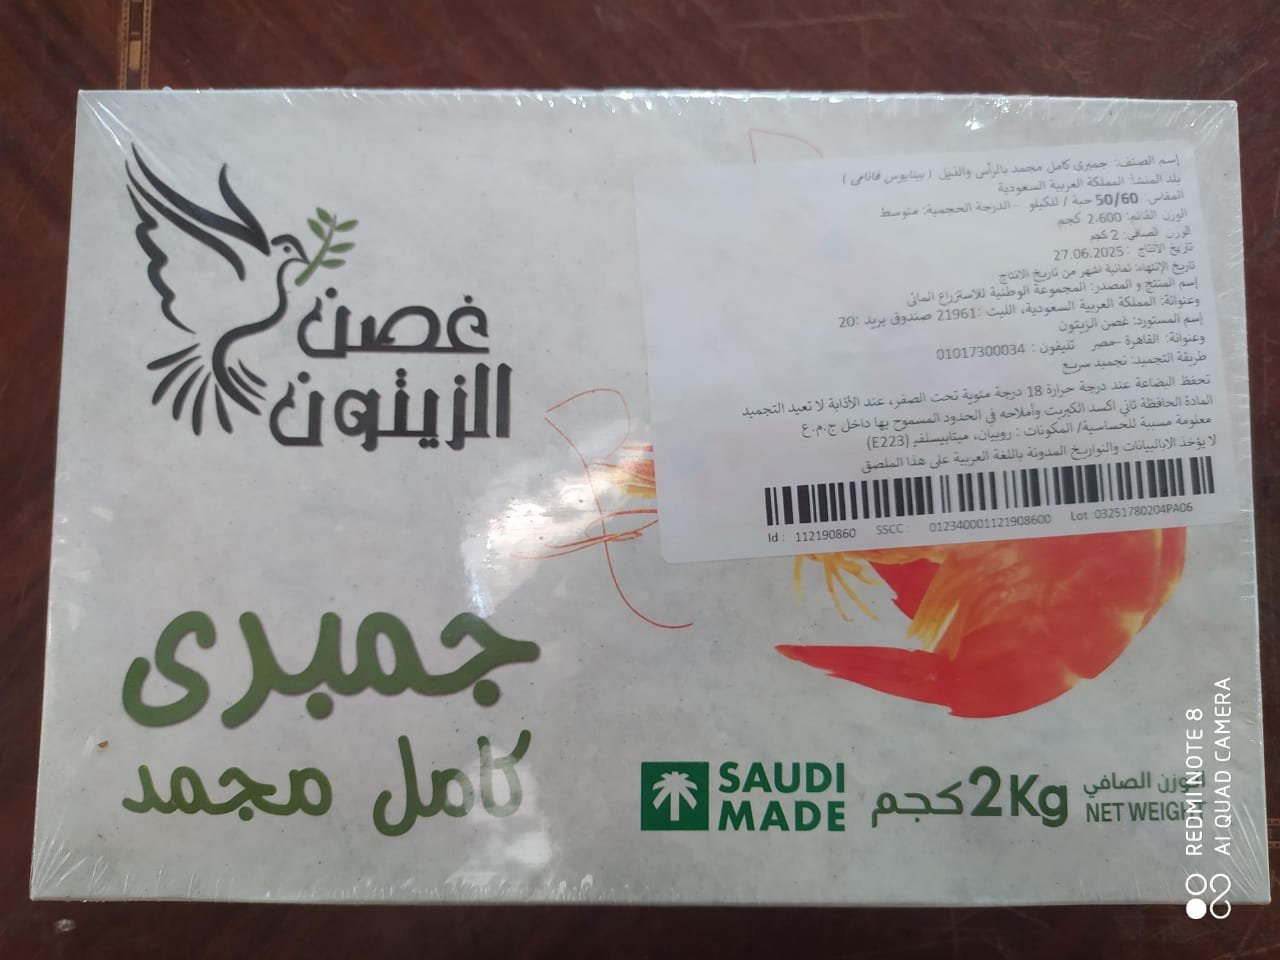 غصن
الزيتون
جمبرى
كامل مجمد
إسم الصنف: جمبرى كامل مجمد بالرأس والذيل ( بينايوس فانامي )
بلد المنشأ: المملكة العربية السعودية
المقاس: 50/60 حبة / للكيلو - الدرجة الحجمية: متوسط
الوزن القائم: 2.600 كجم
الوزن الصافي: 2 كجم
تاريخ الانتاج : 27.06.2025
تاريخ الإنتهاء: ثمانية اشهر من تاريخ الانتاج
إسم المنتج و المصدر: المجموعة الوطنية للاستزراع المائى
وعنوانة: المملكة العربية السعودية، الليث :21961 صندوق بريد :20
إسم المستورد: غصن الزيتون
وعنوانة: القاهرة -مصر تليفون : 01017300034
طريقة التجميد: تجميد سريع
تحفظ البضاعة عند درجة حرارة 18 درجة مئوية تحت الصفر، عند الأذابة لا تعيد التجميد
المادة الحافظة ثاني اكسد الكبريت وأملاحه في الحدود المسموح بها داخل ج.م.ع
معلومة مسببة للحساسية/ المكونات : روبيان، ميتابيسلفيد (E223)
لا يؤخذ الابالبيانات والتواريخ المدونة باللغة العربية على هذا الملصق
Id : 112190860 SSCC : 012340001121908600 Lot :03251780204PA06
SAUDI
MADE
2Kg كجم
الوزن الصافي
NET WEIGHT
REDMI NOTE 8
AI QUAD CAMERA